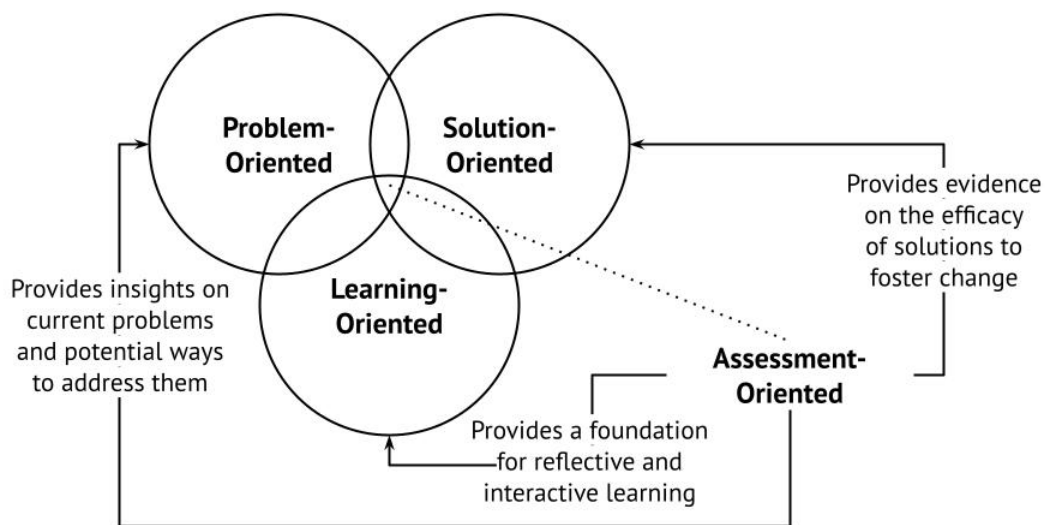 Problem-
Oriented
Solution-
Oriented
Learning-
Oriented
Provides insights on
current problems
and potential ways
to address them
Provides evidence
on the efficacy
of solutions to
foster change
Assessment-
Oriented
Provides a foundation
for reflective and
interactive learning